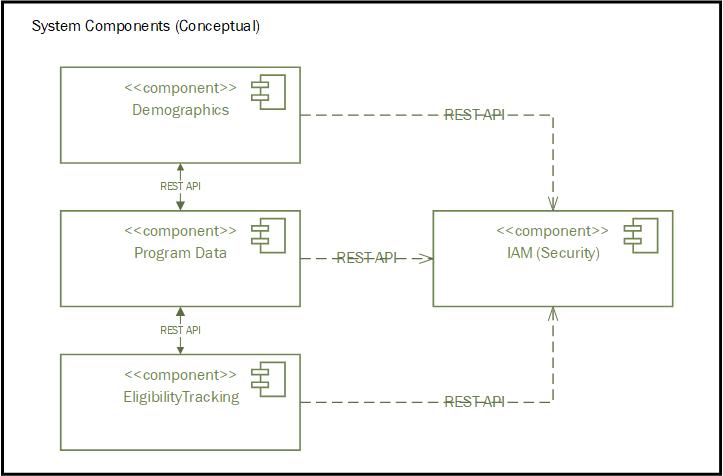 System Components (Conceptual)
<<component>>
Demographics
REST API
REST API
<<component>>
Program Data
REST API
<<component>>
IAM (Security)
REST API
<<component>>
EligibilityTracking
REST API